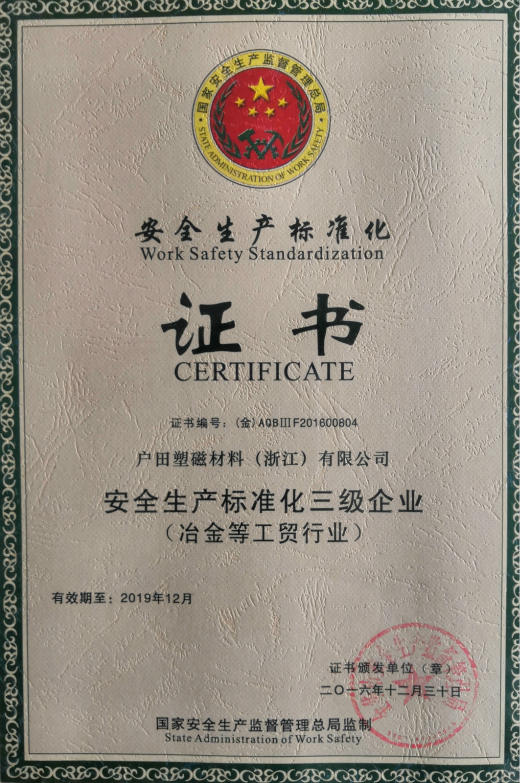 国家安全生产监督管理总局
STATE ADMINISTRATION OF WORK SAFETY
安全生产标准化
Work Safety Standardization
证书
CERTIFICATE
证书编号：(金)AQBⅢF201600804
户田塑磁材料（浙江）有限公司
安全生产标准化三级企业
（冶金等工贸行业）
有效期至：2019年12月
证书颁发单位（章）
二〇一六年十二月三十日
国家安全生产监督管理总局监制
State Administration of Work Safety